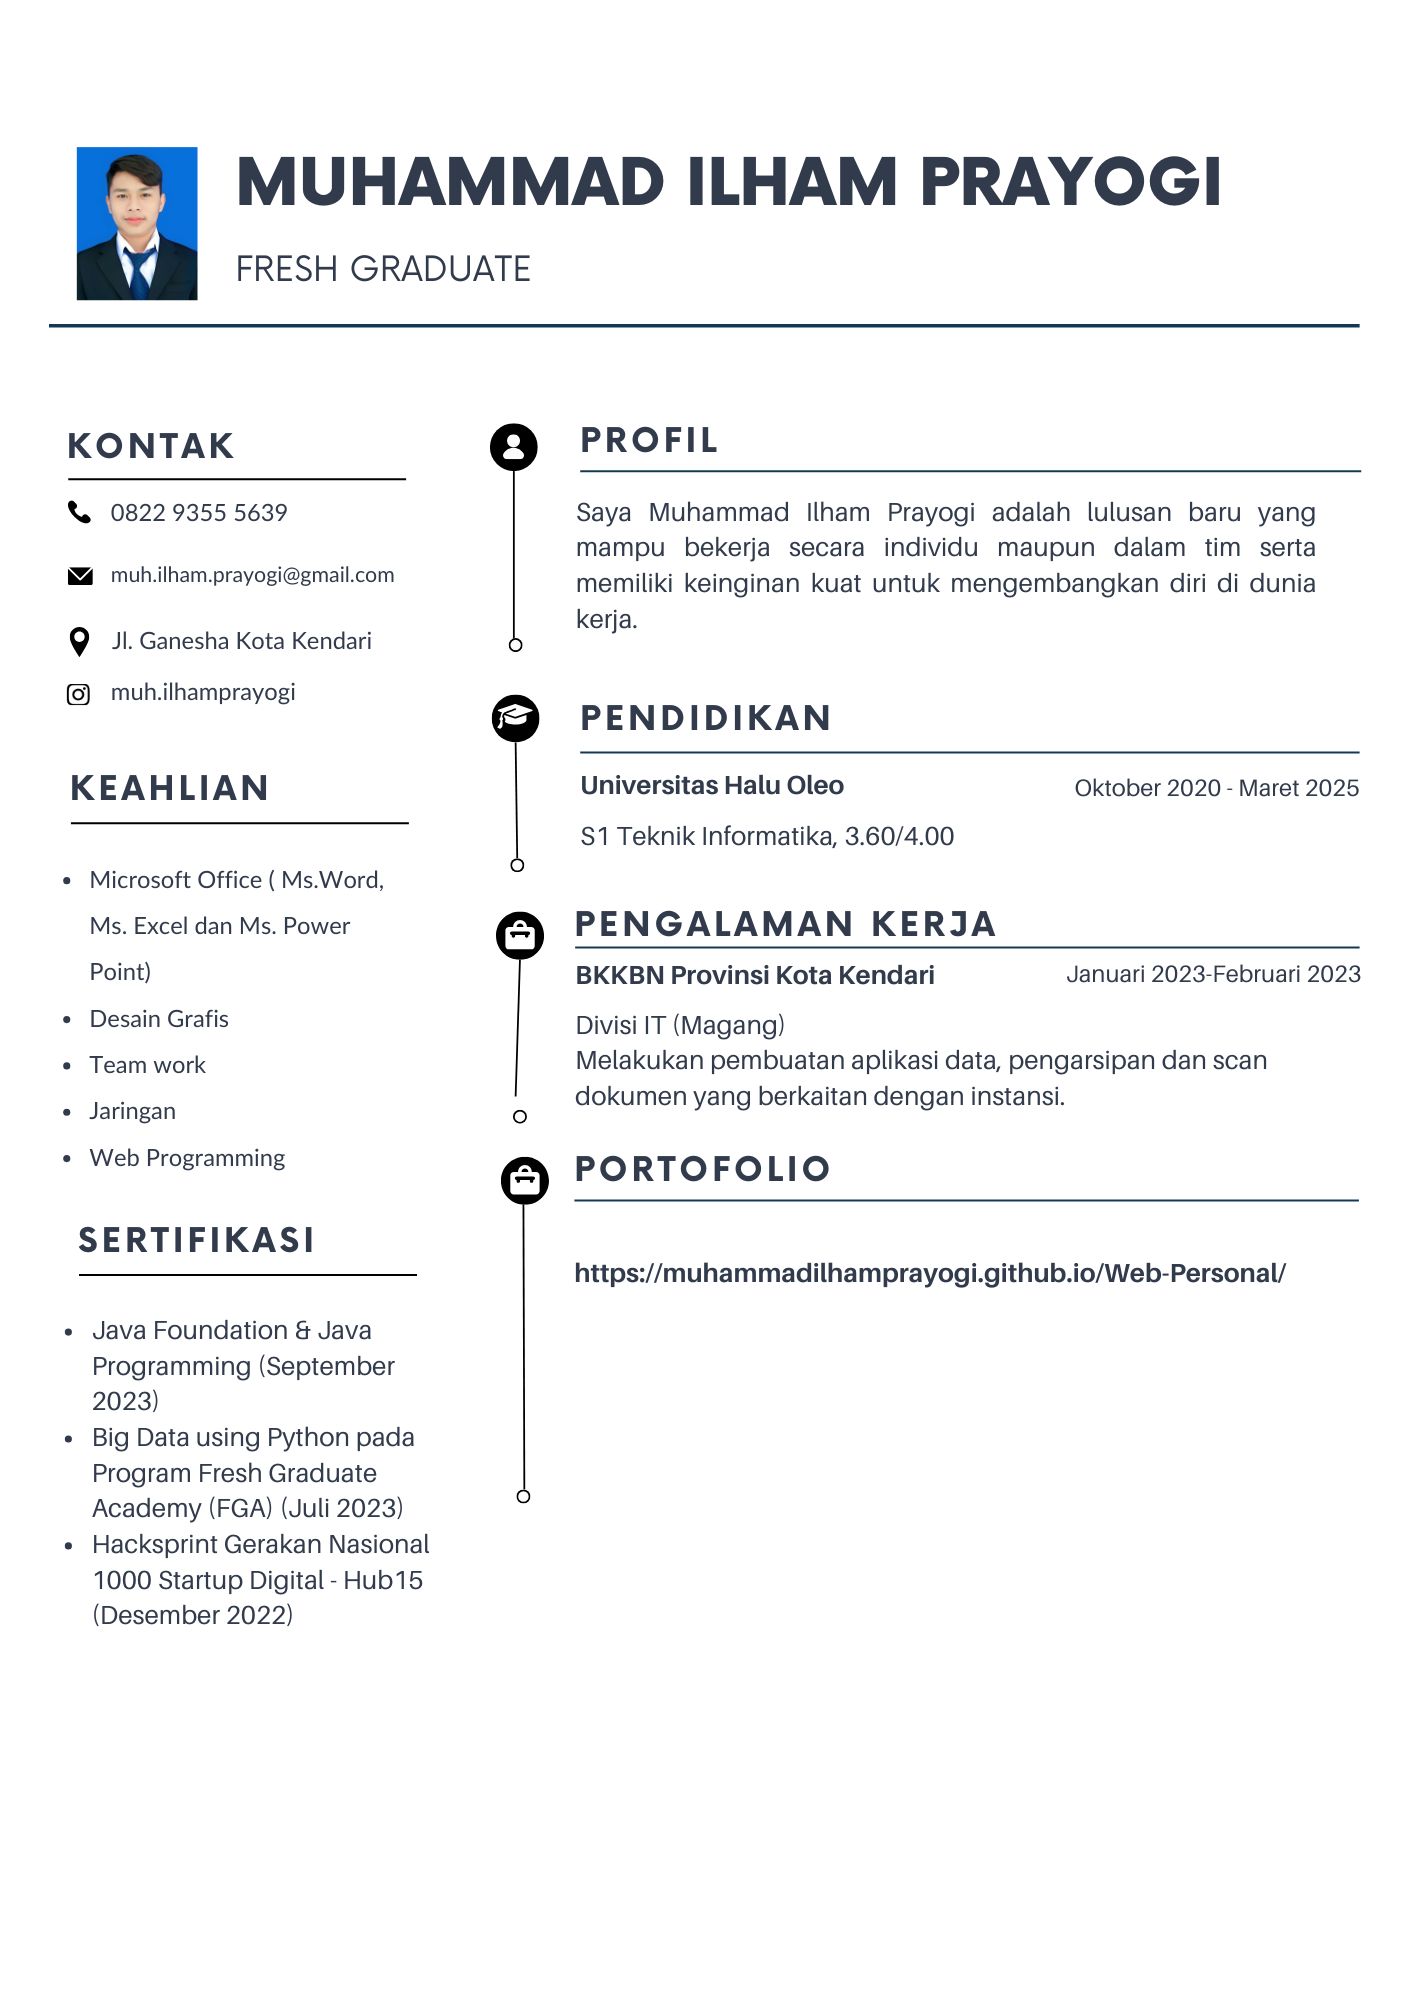 MUHAMMAD ILHAM PRAYOGI
FRESH GRADUATE
KONTAK
0822 9355 5639
muh.ilham.prayogi@gmail.com
Jl. Ganesha Kota Kendari
muh.ilhamprayogi
KEAHLIAN
Microsoft Office ( Ms.Word,
Ms. Excel dan Ms. Power
Point)
Desain Grafis
Team work
Jaringan
Web Programming
SERTIFIKASI
Java Foundation & Java
Programming (September
2023)
Big Data using Python pada
Program Fresh Graduate
Academy (FGA) (Juli 2023)
Hacksprint Gerakan Nasional
1000 Startup Digital - Hub15
(Desember 2022)
PROFIL
Saya Muhammad Ilham Prayogi adalah lulusan baru yang
mampu bekerja secara individu maupun dalam tim serta
memiliki keinginan kuat untuk mengembangkan diri di dunia
kerja.
PENDIDIKAN
Universitas Halu Oleo Oktober 2020 - Maret 2025
S1 Teknik Informatika, 3.60/4.00
PENGALAMAN KERJA
BKKBN Provinsi Kota Kendari Januari 2023-Februari 2023
Divisi IT (Magang)
Melakukan pembuatan aplikasi data, pengarsipan dan scan
dokumen yang berkaitan dengan instansi.
PORTOFOLIO
https://muhammadilhamprayogi.github.io/Web-Personal/